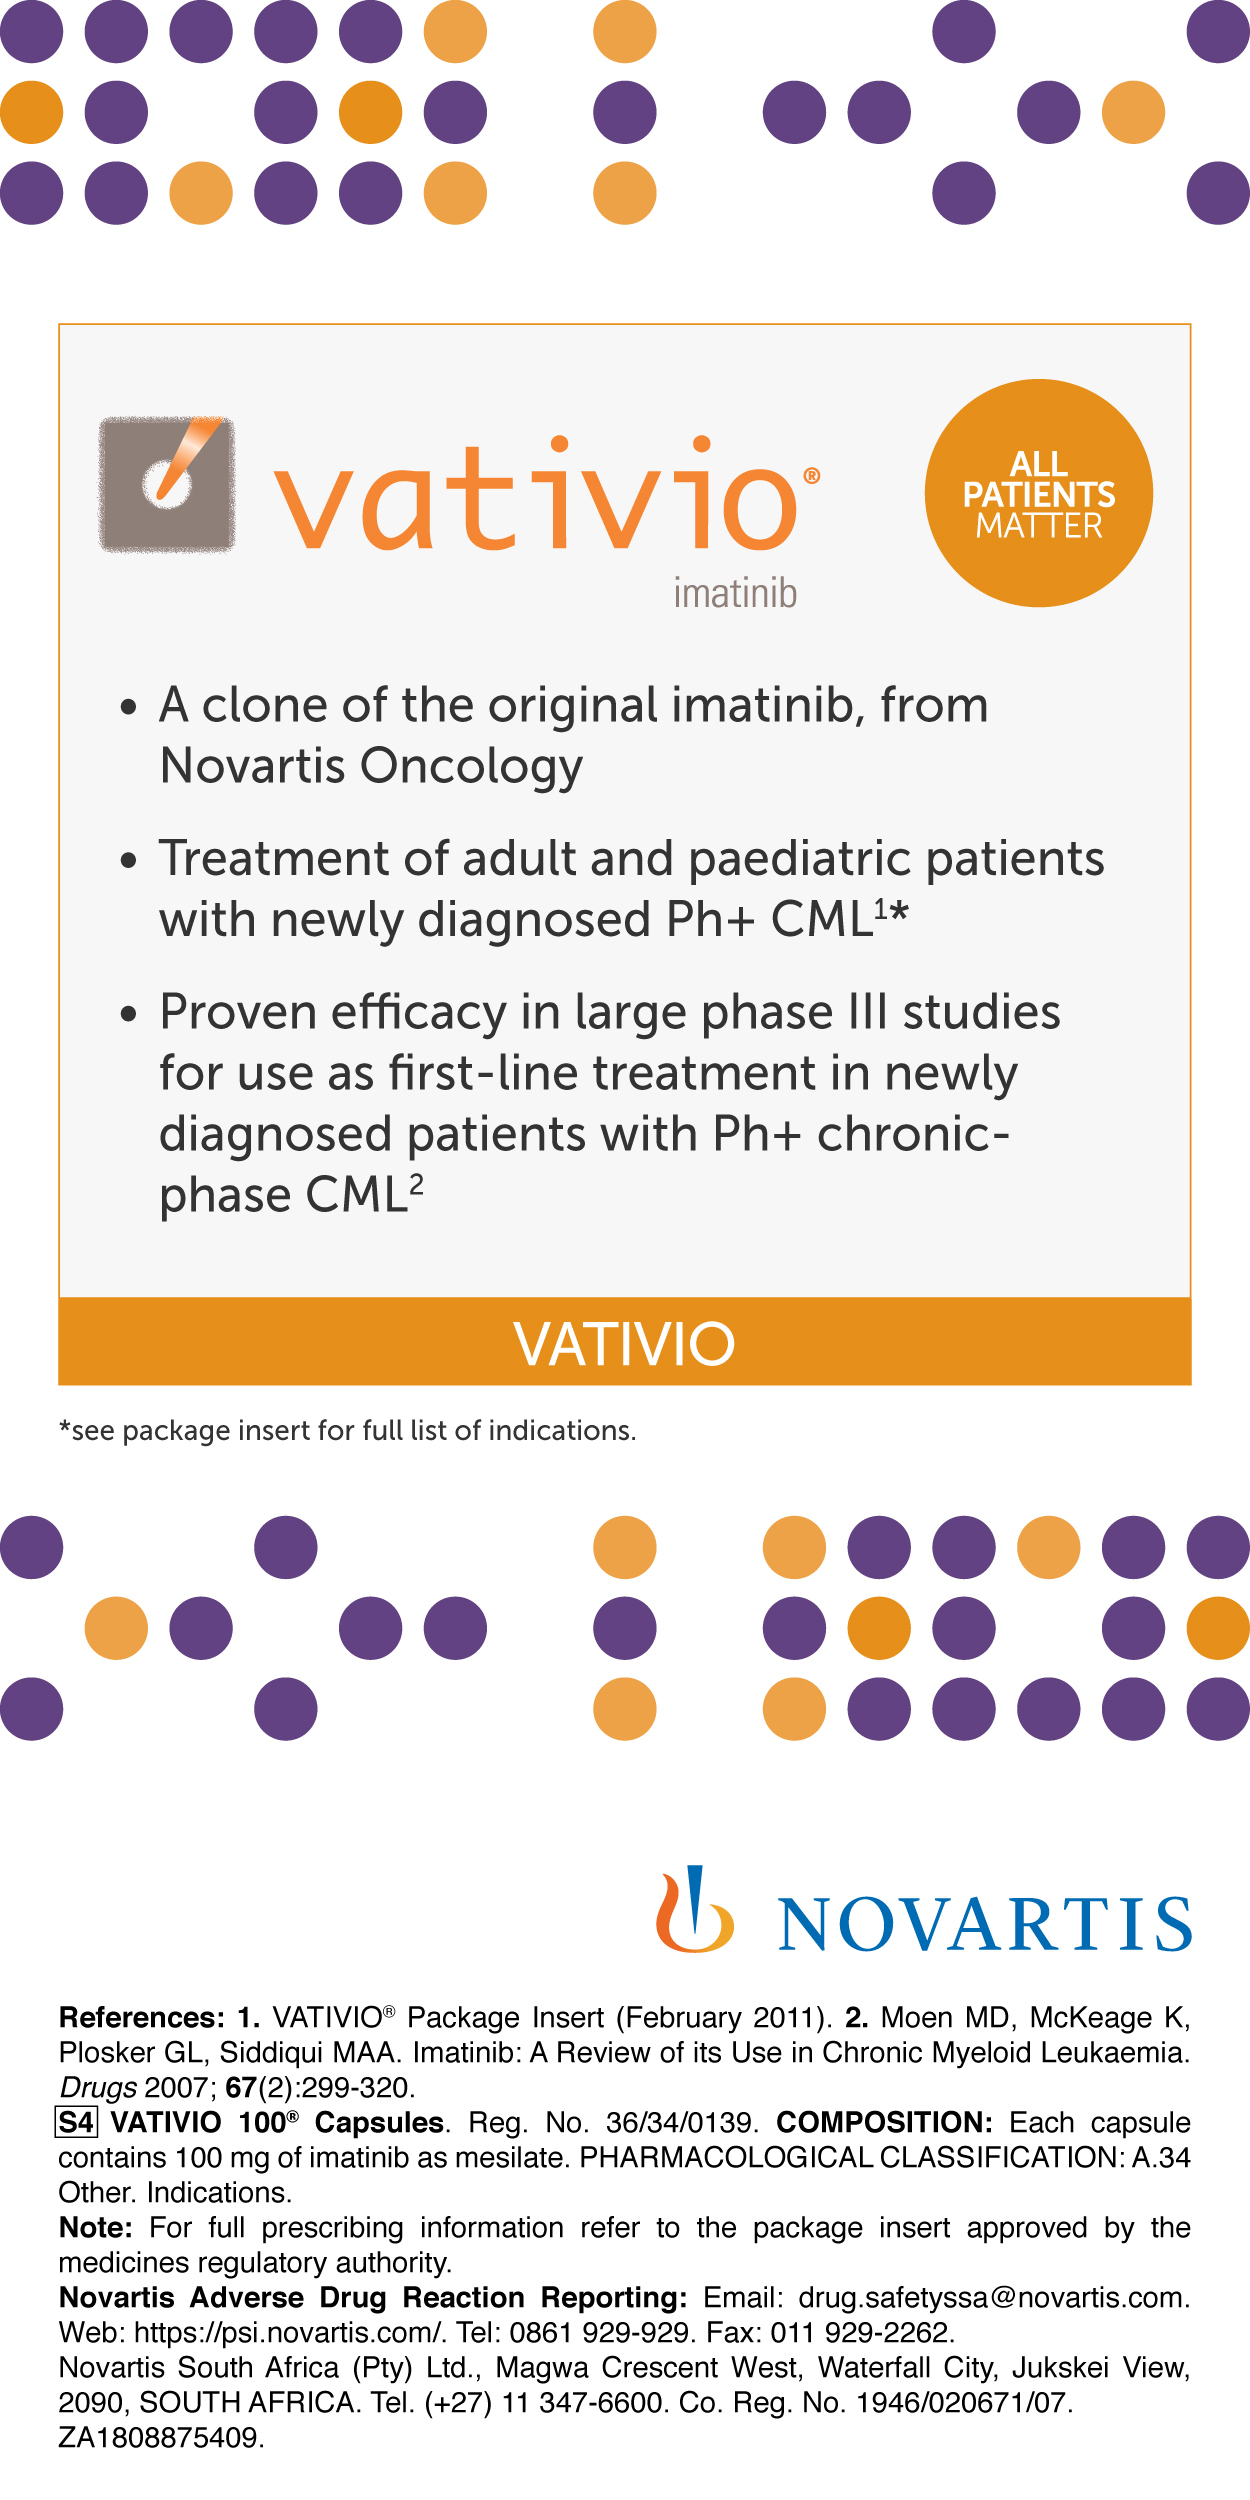 vativio®
imatinib
ALL
PATIENTS
MATTER
• A clone of the original imatinib, from
Novartis Oncology
• Treatment of adult and paediatric patients
with newly diagnosed Ph+ CML¹*
• Proven efficacy in large phase III studies
for use as first-line treatment in newly
diagnosed patients with Ph+ chronic-
phase CML²
VATIVIO
*see package insert for full list of indications.
NOVARTIS
References: 1. VATIVIO® Package Insert (February 2011). 2. Moen MD, McKeage K,
Plosker GL, Siddiqui MAA. Imatinib: A Review of its Use in Chronic Myeloid Leukaemia.
Drugs 2007; 67(2):299-320.
S4 VATIVIO 100® Capsules. Reg. No. 36/34/0139. COMPOSITION: Each capsule
contains 100 mg of imatinib as mesilate. PHARMACOLOGICAL CLASSIFICATION: A.34
Other. Indications.
Note: For full prescribing information refer to the package insert approved by the
medicines regulatory authority.
Novartis Adverse Drug Reaction Reporting: Email: drug.safetyssa@novartis.com.
Web: https://psi.novartis.com/. Tel: 0861 929-929. Fax: 011 929-2262.
Novartis South Africa (Pty) Ltd., Magwa Crescent West, Waterfall City, Jukskei View,
2090, SOUTH AFRICA. Tel. (+27) 11 347-6600. Co. Reg. No. 1946/020671/07.
ZA1808875409.